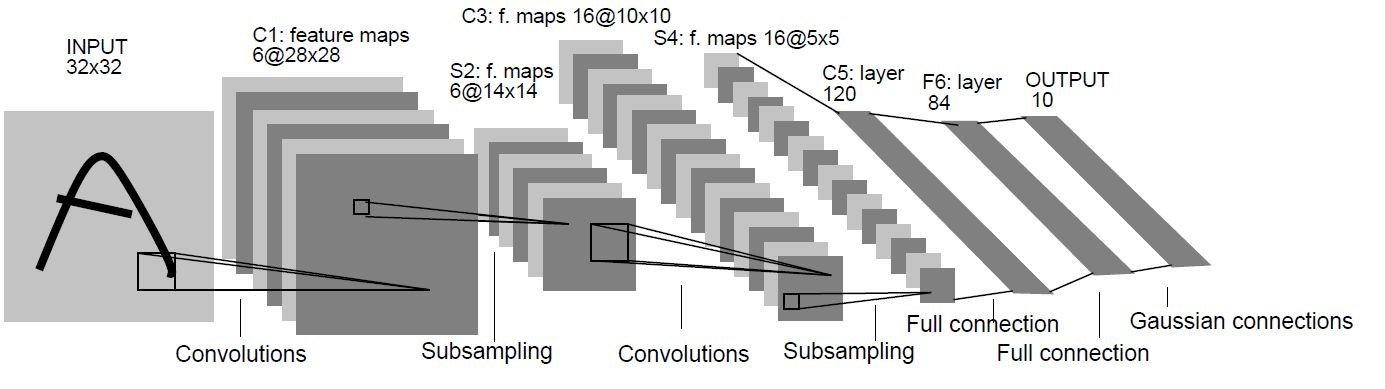 INPUT
32x32
C1: feature maps
6@28x28
S2: f. maps
6@14x14
C3: f. maps 16@10x10
S4: f. maps 16@5x5
C5: layer
120
F6: layer
84
OUTPUT
10
Convolutions
Subsampling
Convolutions
Subsampling
Full connection
Full connection
Gaussian connections